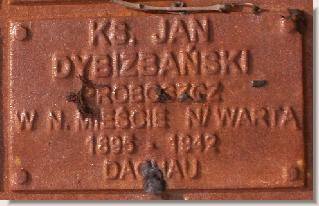 KS. JAN
DYBIZBAŃSKI
PROBOSZCZ
W N. MIEŚCIE N/WARTĄ
1895 - 1942
DACHAU